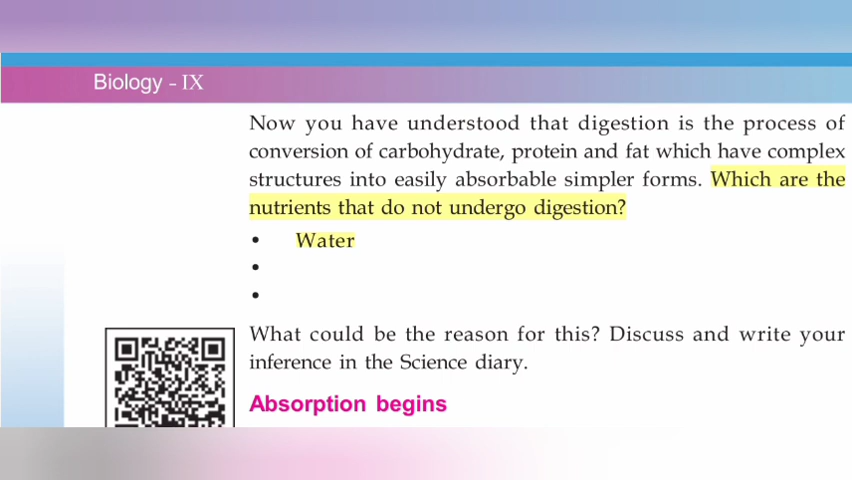 Biology - IX
Now you have understood that digestion is the process of
conversion of carbohydrate, protein and fat which have complex
structures into easily absorbable simpler forms. Which are the
nutrients that do not undergo digestion?
• Water
•
•
What could be the reason for this? Discuss and write your
inference in the Science diary.
Absorption begins